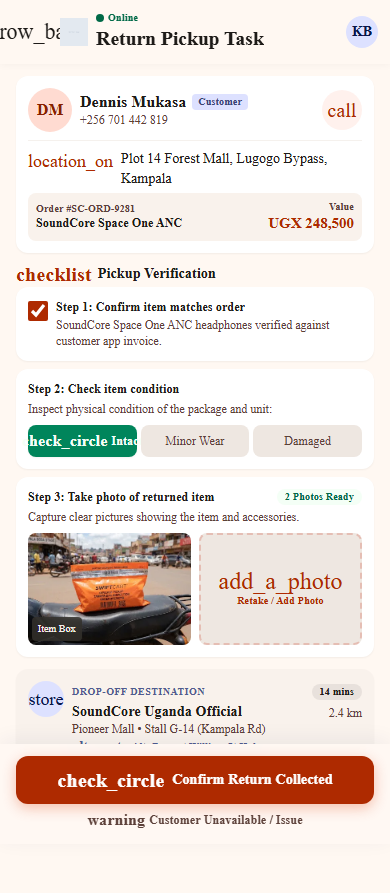 Online
Return Pickup Task
KB
DM
Dennis Mukasa
Customer
+256 701 442 819
call
location_on
Plot 14 Forest Mall, Lugogo Bypass,
Kampala
Order #SC-ORD-9281
Value
SoundCore Space One ANC
UGX 248,500
checklist Pickup Verification
Step 1: Confirm item matches order
SoundCore Space One ANC headphones verified against
customer app invoice.
Step 2: Check item condition
Inspect physical condition of the package and unit:
Minor Wear
Damaged
Step 3: Take photo of returned item
2 Photos Ready
Capture clear pictures showing the item and accessories.
Item Box
add_a_photo
Retake / Add Photo
store
DROP-OFF DESTINATION
14 mins
SoundCore Uganda Official
2.4 km
Pioneer Mall • Stall G-14 (Kampala Rd)
check_circle Confirm Return Collected
warning Customer Unavailable / Issue